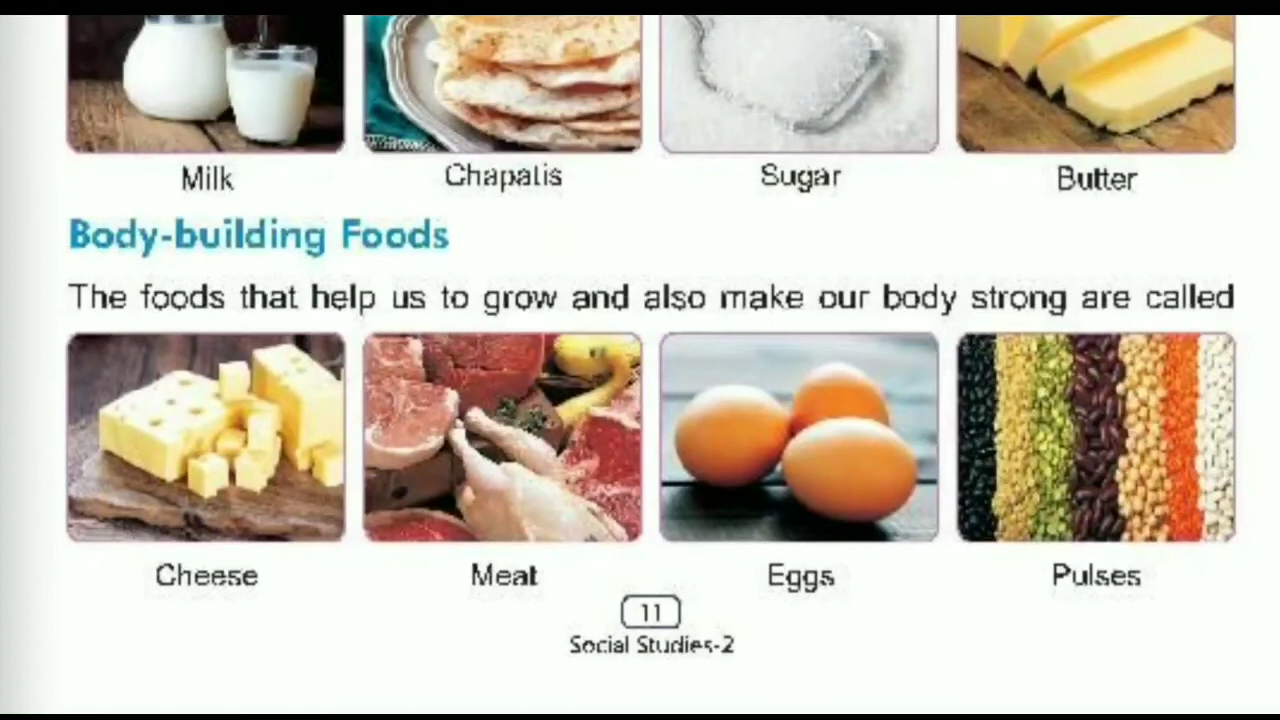 Milk Chapatis Sugar Butter
Body-building Foods
The foods that help us to grow and also make our body strong are called
Cheese Meat Eggs Pulses
11
Social Studies-2